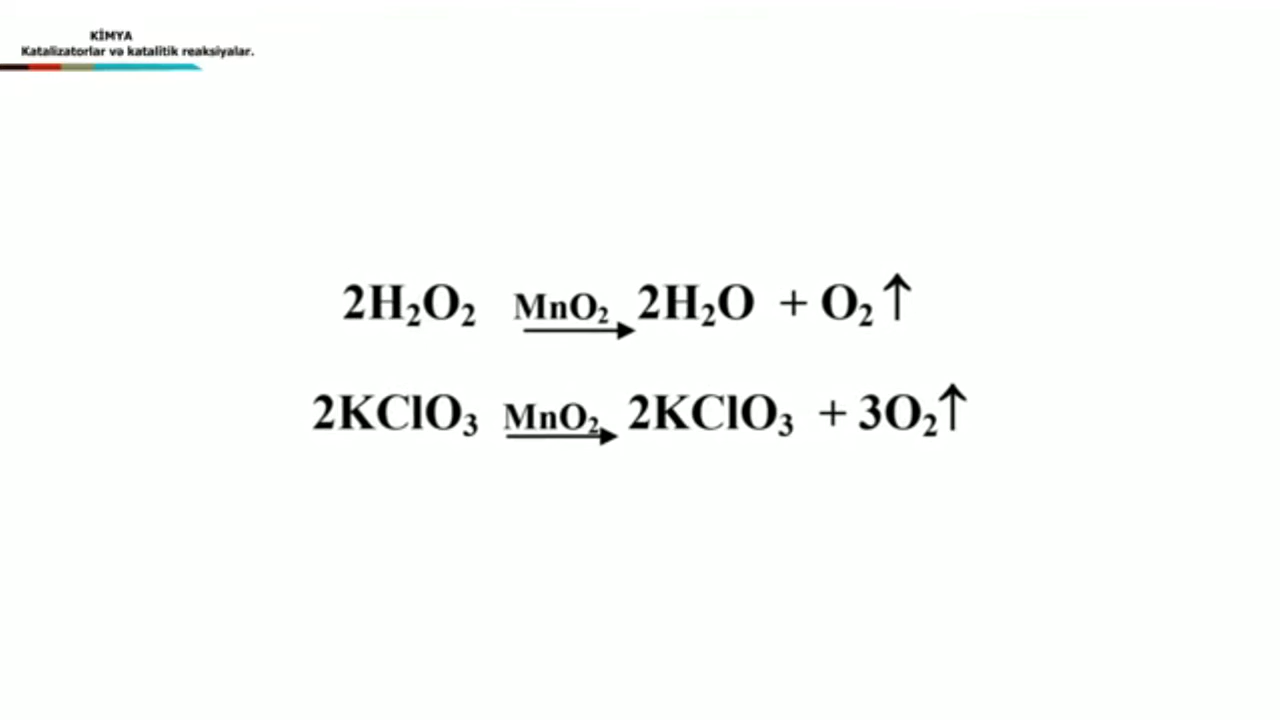 KİMYA
Katalizatorlar və katalitik reaksiyalar.
2H₂O₂ MnO₂ → 2H₂O + O₂↑
2KClO₃ MnO₂ → 2KClO₃ + 3O₂↑